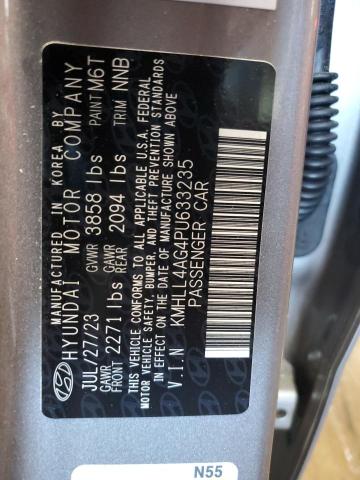 MANUFACTURED IN KOREA BY
HYUNDAI MOTOR COMPANY
JUL/27/23 GVWR 3858 lbs PAINT M6T
GAWR FRONT 2271 lbs GAWR REAR 2094 lbs TRIM NNB
THIS VEHICLE CONFORMS TO ALL APPLICABLE U.S.A. FEDERAL
MOTOR VEHICLE SAFETY, BUMPER, AND THEFT PREVENTION STANDARDS
IN EFFECT ON THE DATE OF MANUFACTURE SHOWN ABOVE
V.I.N KMHLL4AG4PU633235
PASSENGER CAR
N55